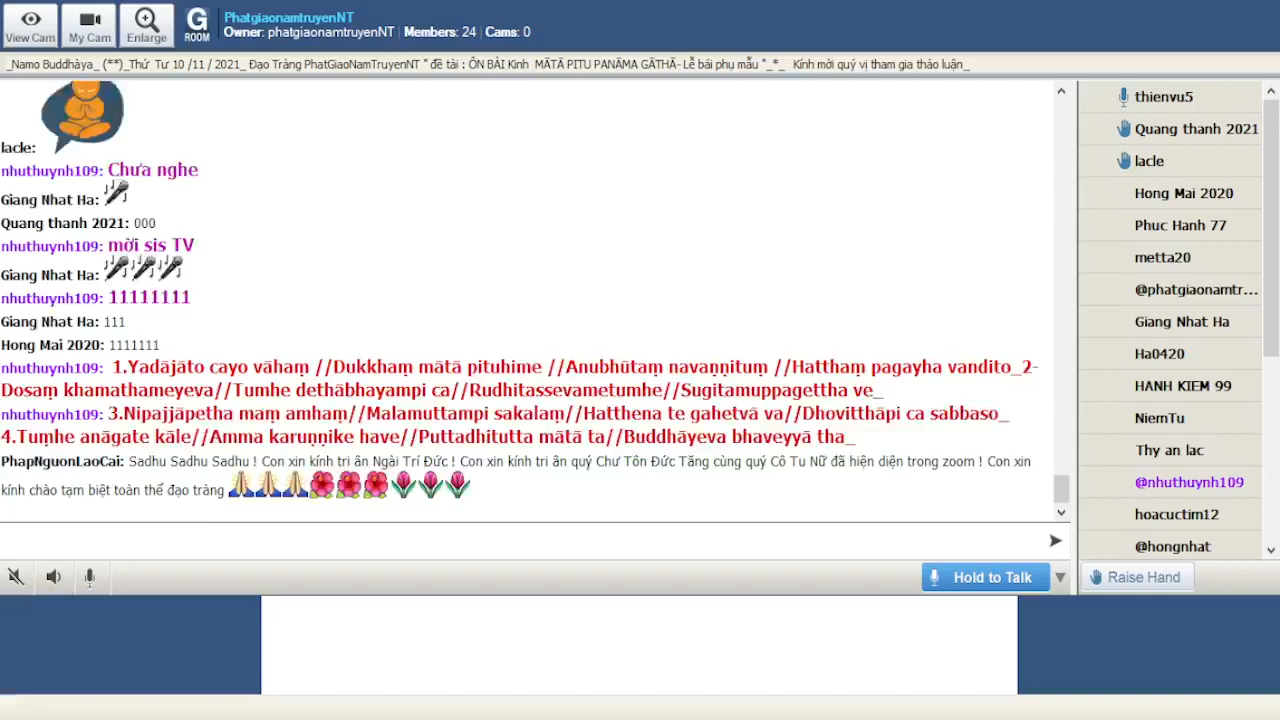 View Cam
My Cam
Enlarge
G
ROOM
PhatgiaonamtruyenNT
Owner: phatgiaonamtruyenNT | Members: 24 | Cams: 0
_Namo Buddhàya_ (**)_Thứ Tư 10 /11 / 2021_ Đạo Tràng PhatGiaoNamTruyenNT " đề tài : ÔN BÀI Kinh MĀTĀ PITU PANĀMA GĀTHĀ- Lễ bái phụ mẫu "_*_ Kính mời quý vị tham gia thảo luận_
lacle:
nhuthuynh109: Chưa nghe
Giang Nhat Ha:
Quang thanh 2021: 000
nhuthuynh109: mời sis TV
Giang Nhat Ha:
nhuthuynh109: 11111111
Giang Nhat Ha: 111
Hong Mai 2020: 1111111
nhuthuynh109: 1.Yadājāto cayo vāhaṃ //Dukkhaṃ mātā pituhime //Anubhūtaṃ navaṇṇituṃ //Hatthaṃ pagayha vandito_2-
Dosaṃ khamathameyeva//Tumhe dethābhayampi ca//Rudhitassevametumhe//Sugitamuppagettha ve_
nhuthuynh109: 3.Nipajjāpetha maṃ amhaṃ//Malamuttampi sakalaṃ//Hatthena te gahetvā va//Dhovitthāpi ca sabbaso_
4.Tuṃhe anāgate kāle//Amma karuṇṇike have//Puttadhitutta mātā ta//Buddhāyeva bhaveyyā tha_
PhapNguonLaoCai: Sadhu Sadhu Sadhu ! Con xin kính tri ân Ngài Trí Đức ! Con xin kính tri ân quý Chư Tôn Đức Tăng cùng quý Cô Tu Nữ đã hiện diện trong zoom ! Con xin
kính chào tạm biệt toàn thể đạo tràng
Hold to Talk
thienvu5
Quang thanh 2021
lacle
Hong Mai 2020
Phuc Hanh 77
metta20
@phatgiaonamtr...
Giang Nhat Ha
Ha0420
HANH KIEM 99
NiemTu
Thy an lac
@nhuthuynh109
hoacuctim12
@hongnhat
Raise Hand